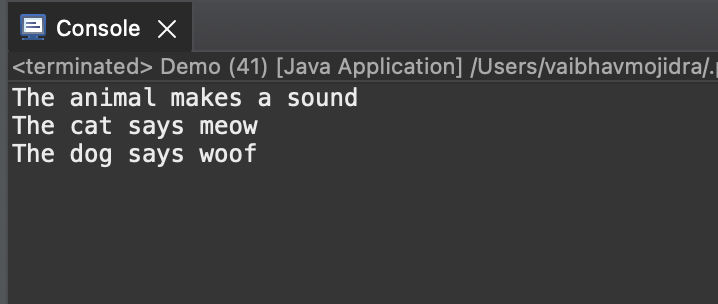 Console
<terminated> Demo (41) [Java Application] /Users/vaibhavmojidra/.p
The animal makes a sound
The cat says meow
The dog says woof